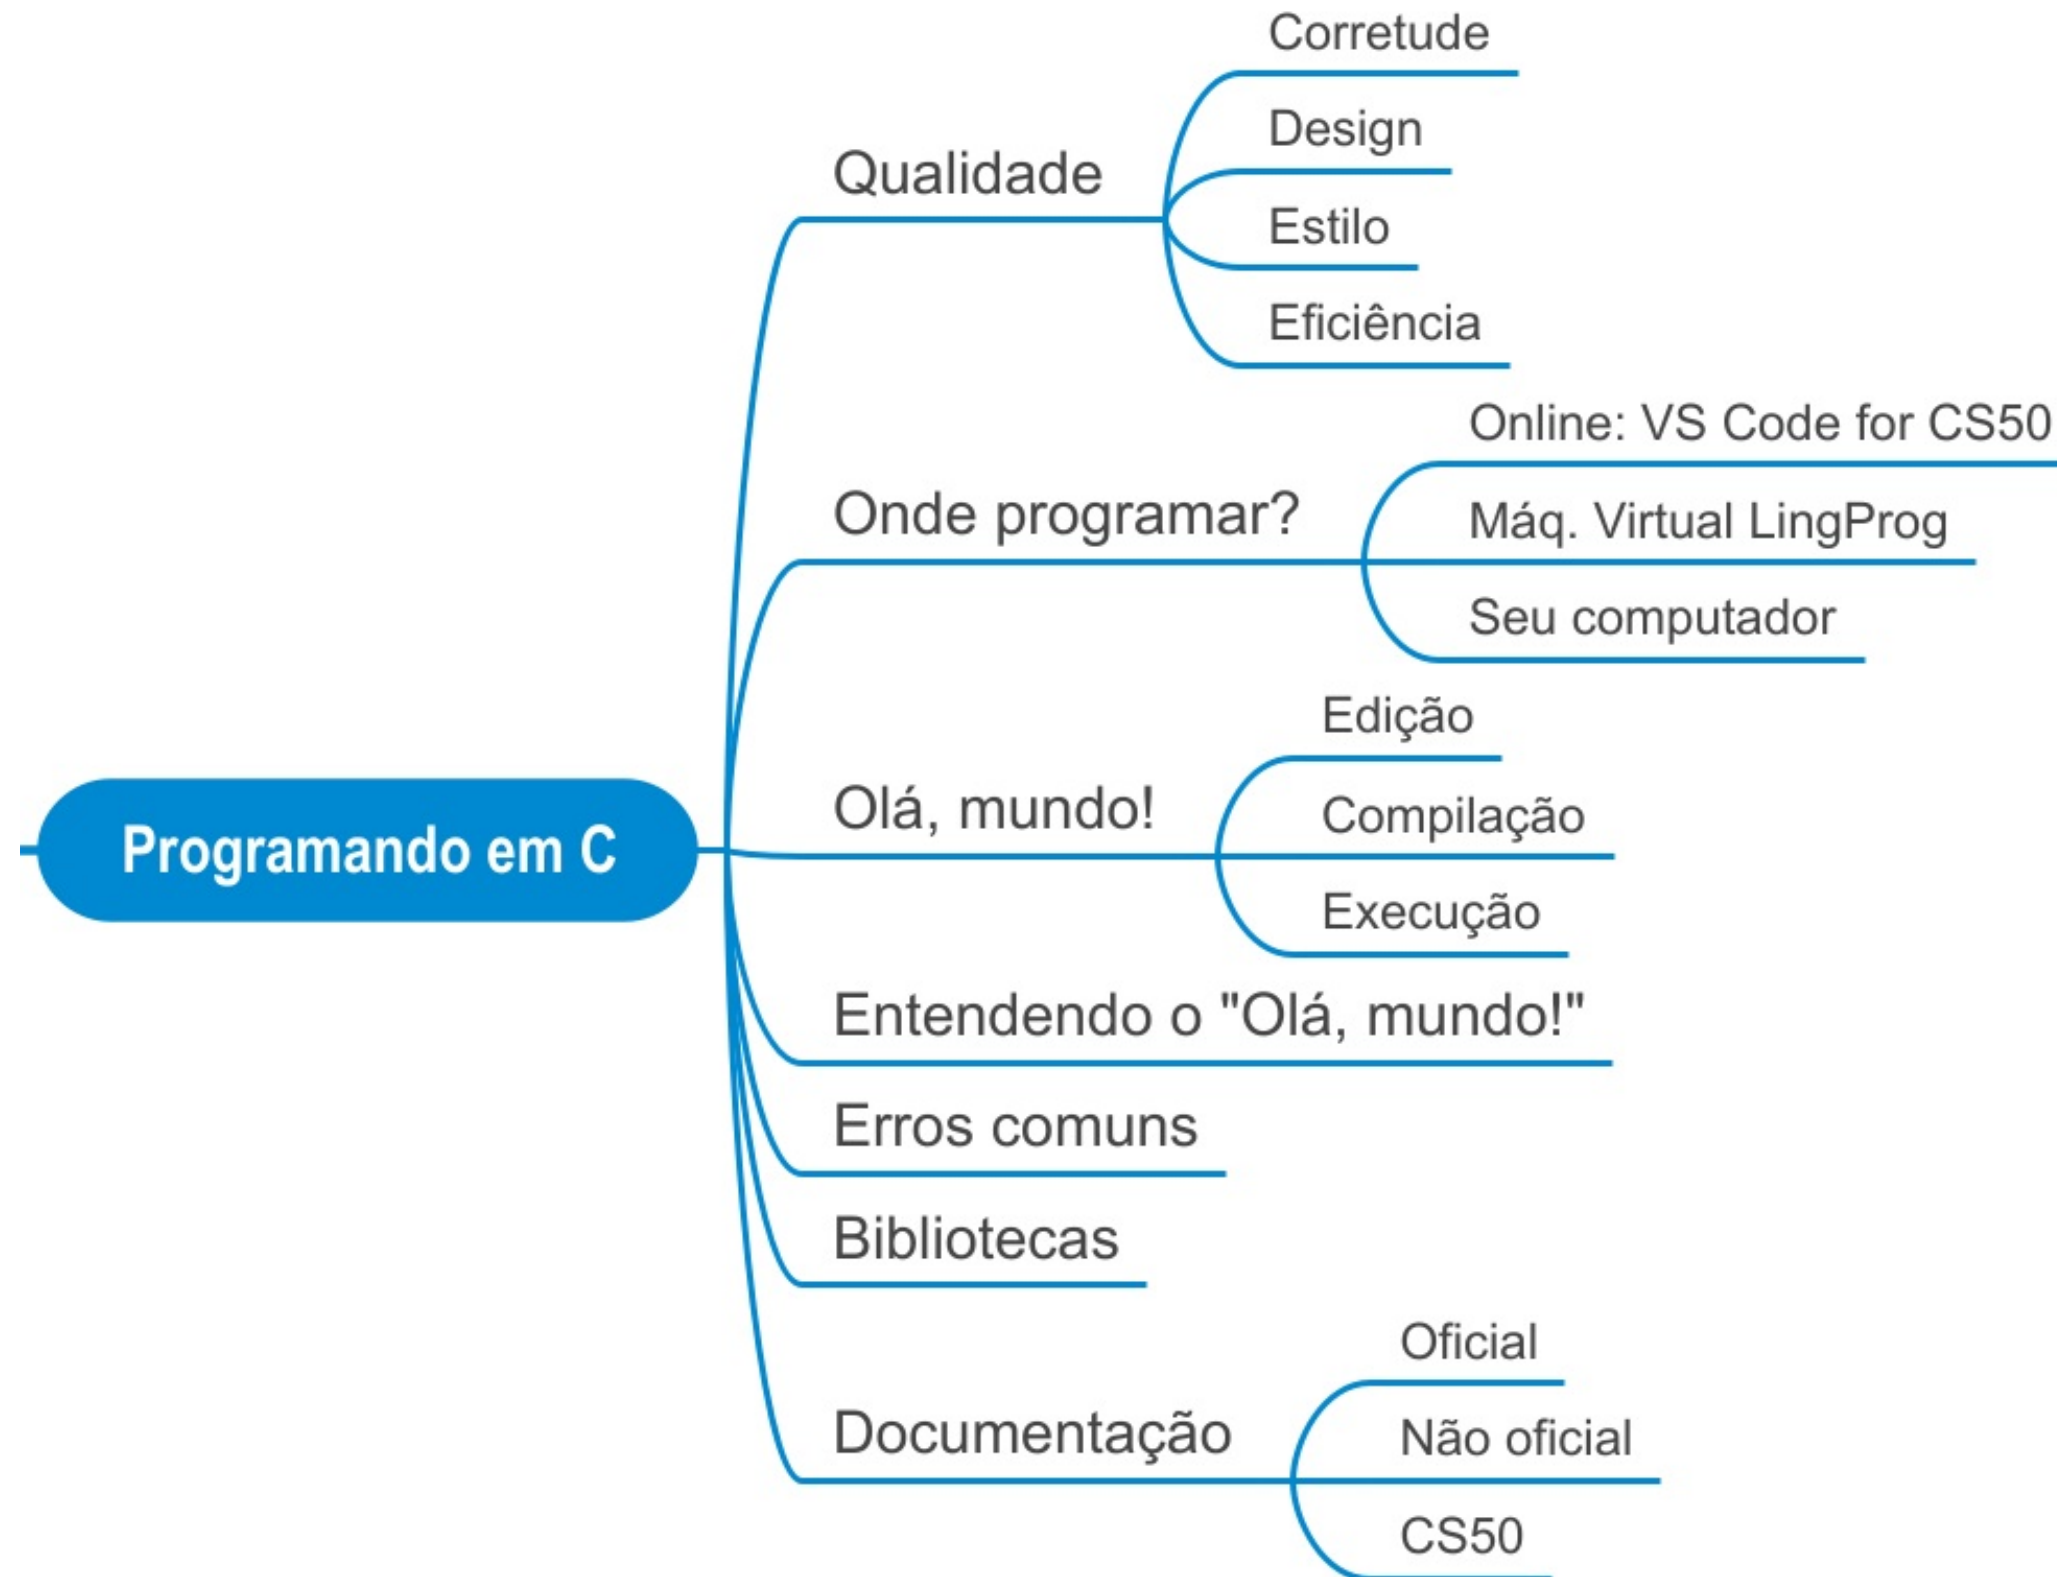 Programando em C
Qualidade
Corretude
Design
Estilo
Eficiência
Onde programar?
Online: VS Code for CS50
Máq. Virtual LingProg
Seu computador
Olá, mundo!
Edição
Compilação
Execução
Entendendo o "Olá, mundo!"
Erros comuns
Bibliotecas
Documentação
Oficial
Não oficial
CS50